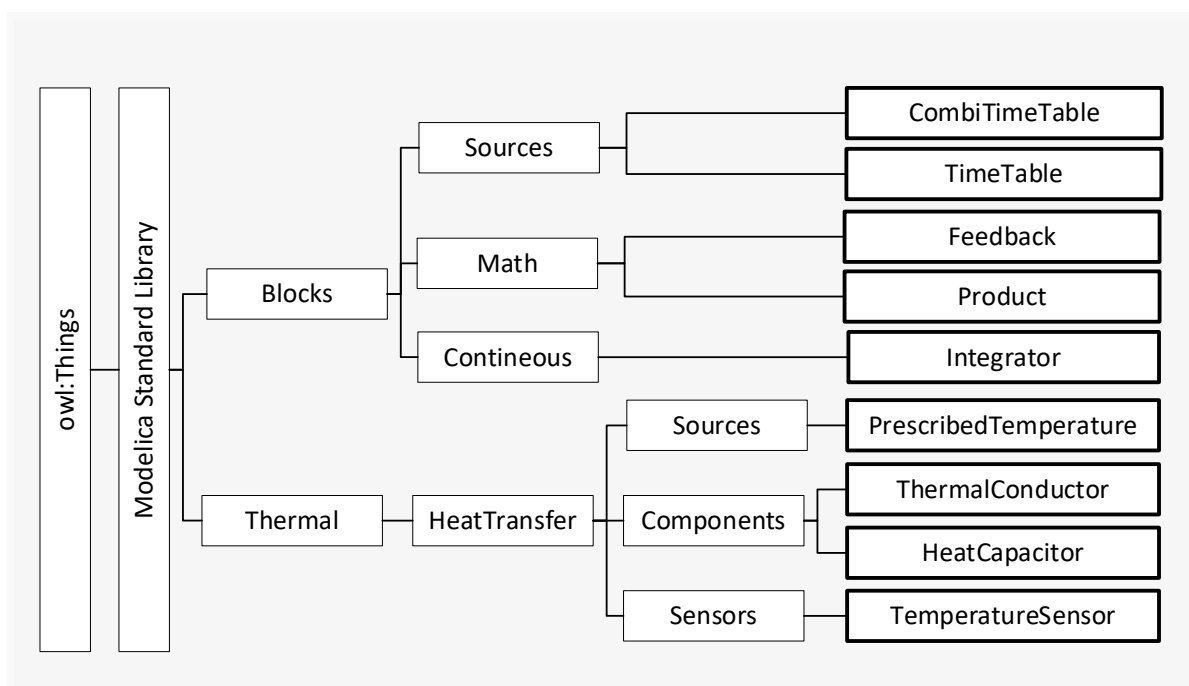 owl:Things
Modelica Standard Library
Blocks
Sources
CombiTimeTable
TimeTable
Math
Feedback
Product
Contineous
Integrator
Thermal
HeatTransfer
Sources
PrescribedTemperature
Components
ThermalConductor
HeatCapacitor
Sensors
TemperatureSensor